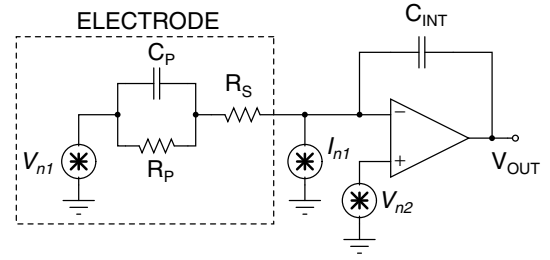 ELECTRODE
C_P
C_INT
R_S
V_n1
R_P
I_n1
−
+
V_OUT
V_n2